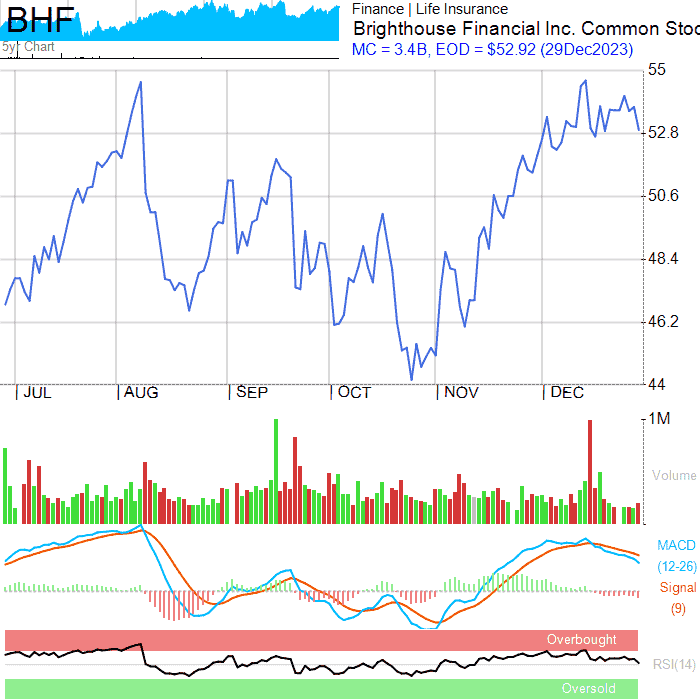 BHF
5yr Chart
Finance | Life Insurance
Brighthouse Financial Inc. Common Stoc
MC = 3.4B, EOD = $52.92 (29Dec2023)
55
52.8
50.6
48.4
46.2
44
JUL AUG SEP OCT NOV DEC
1M
Volume
MACD
(12-26)
Signal
(9)
Overbought
RSI(14)
Oversold